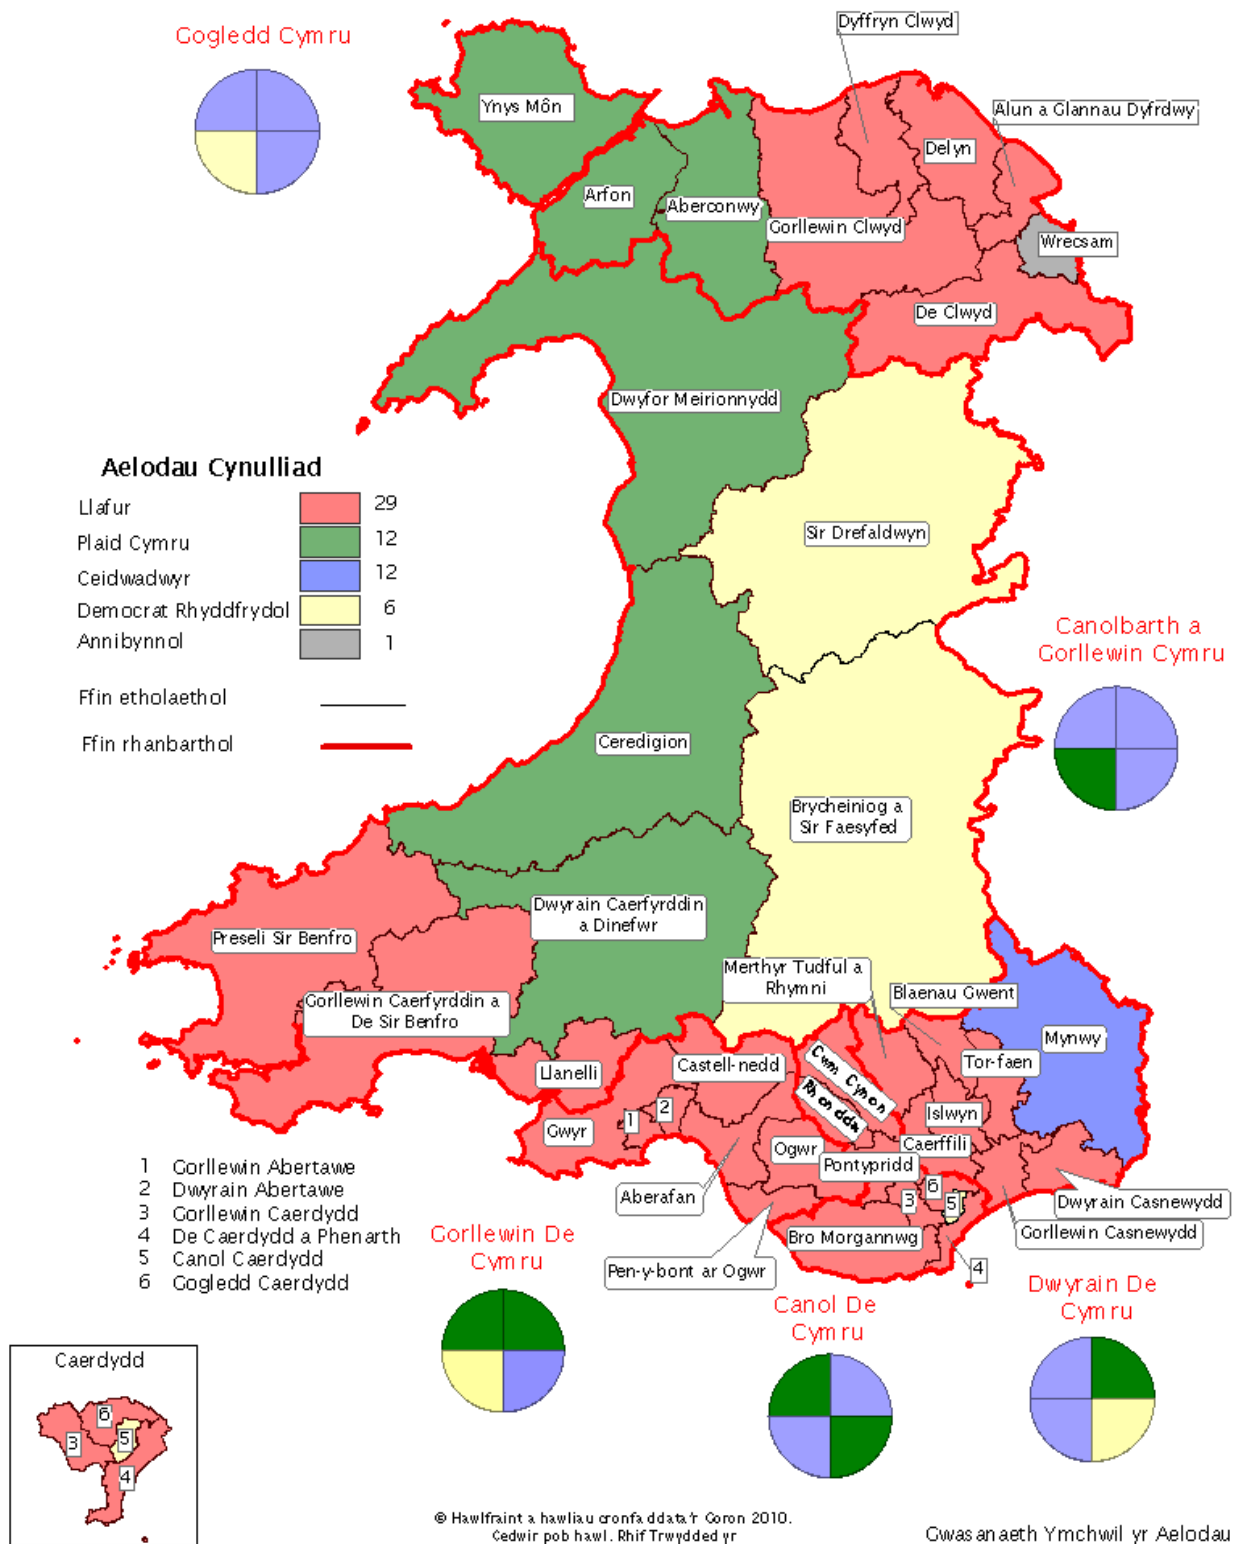 Gogledd Cymru
Dyffryn Clwyd
Ynys Môn
Alun a Glannau Dyfrdwy
Delyn
Arfon
Aberconwy
Gorllewin Clwyd
Wrecsam
De Clwyd
Dwyfor Meirionnydd
Aelodau Cynulliad
Llafur 29
Plaid Cymru 12
Ceidwadwyr 12
Democrat Rhyddfrydol 6
Annibynnol 1
Ffin etholaethol
Ffin rhanbarthol
Sir Drefaldwyn
Canolbarth a
Gorllewin Cymru
Ceredigion
Brycheiniog a
Sir Faesyfed
Dwyrain Caerfyrddin
a Dinefwr
Preseli Sir Benfro
Gorllewin Caerfyrddin a
De Sir Benfro
Merthyr Tudful a
Rhymni
Blaenau Gwent
Mynwy
Tor-faen
Llanelli
Castell-nedd
Cwm Cynon
Rhondda
Islwyn
Gwyr
1
2
Ogwr
Caerffili
Pontypridd
Aberafan
3
6
5
Dwyrain Casnewydd
Gorllewin Casnewydd
Bro Morgannwg
Pen-y-bont ar Ogwr
4
1 Gorllewin Abertawe
2 Dwyrain Abertawe
3 Gorllewin Caerdydd
4 De Caerdydd a Phenarth
5 Canol Caerdydd
6 Gogledd Caerdydd
Gorllewin De
Cymru
Canol De
Cymru
Dwyrain De
Cymru
Caerdydd
6
3
5
4
© Hawlfraint a hawliau cronfa ddata'r Goron 2010.
Cedwir pob hawl. Rhif Trwydded yr
Gwasanaeth Ymchwil yr Aelodau